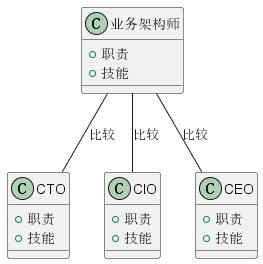 C 业务架构师
+ 职责
+ 技能
比较 比较 比较
C CTO C CIO C CEO
+ 职责 + 职责 + 职责
+ 技能 + 技能 + 技能